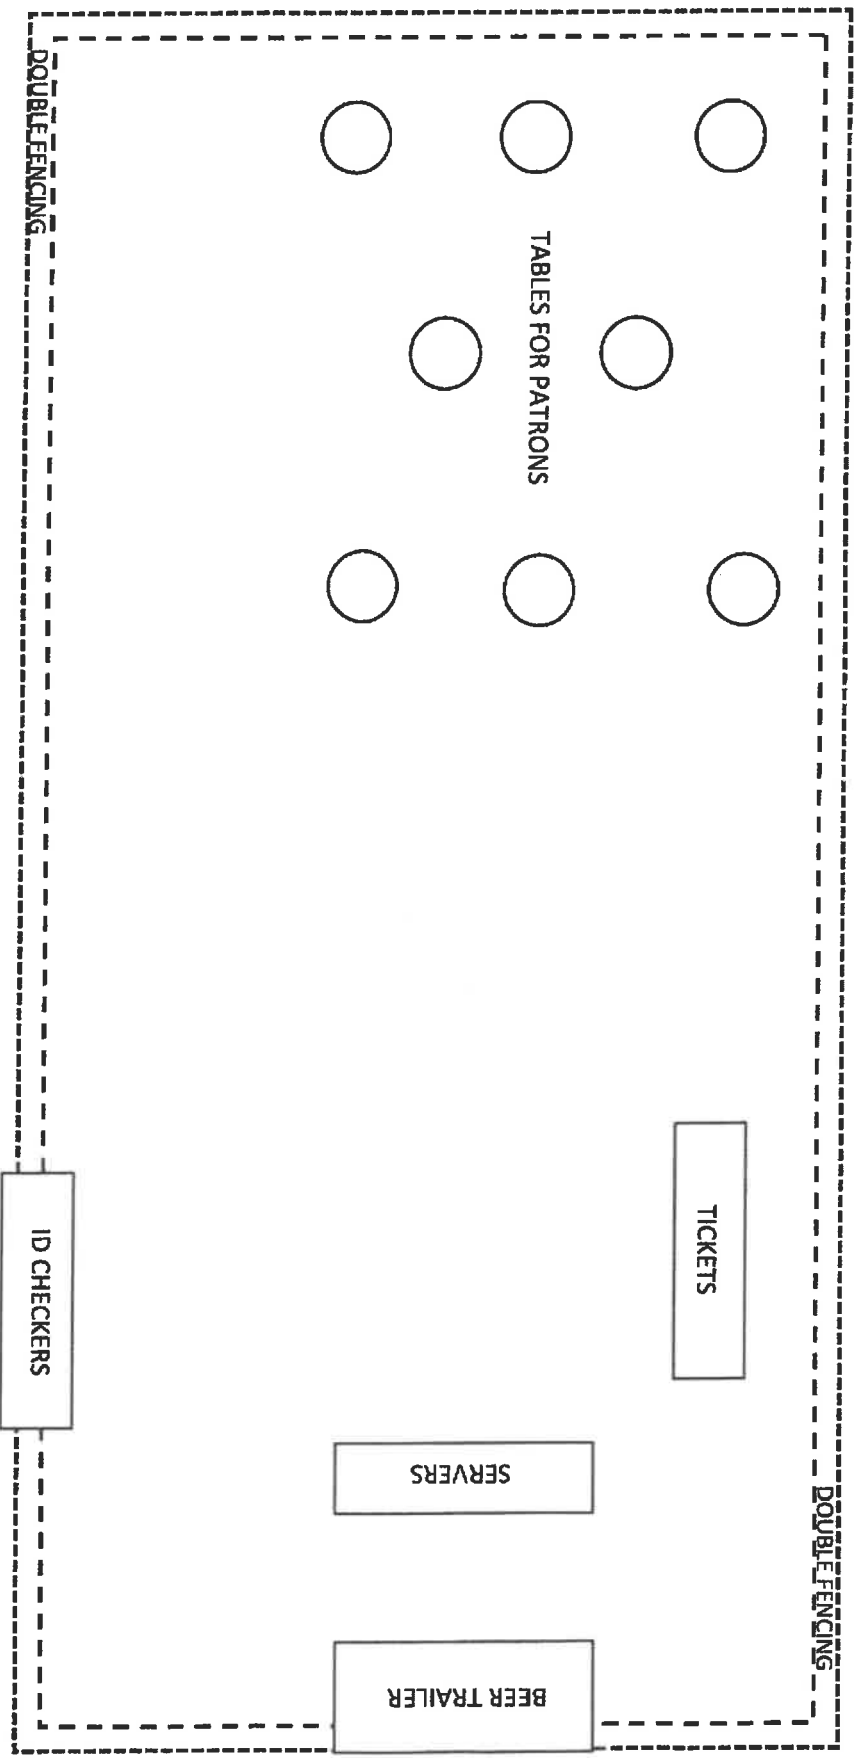 DOUBLE FENCING
TABLES FOR PATRONS
TICKETS
ID CHECKERS
SERVERS
DOUBLE FENCING
BEER TRAILER